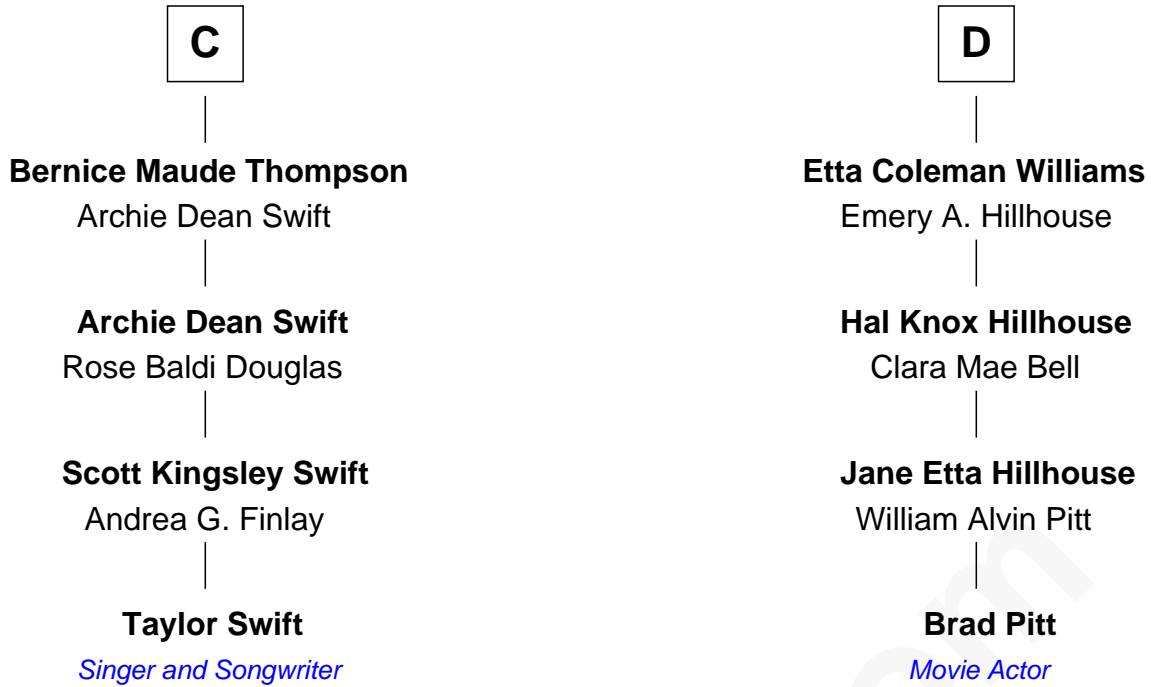 C
Bernice Maude Thompson
Archie Dean Swift
Archie Dean Swift
Rose Baldi Douglas
Scott Kingsley Swift
Andrea G. Finlay
Taylor Swift
Singer and Songwriter
D
Etta Coleman Williams
Emery A. Hillhouse
Hal Knox Hillhouse
Clara Mae Bell
Jane Etta Hillhouse
William Alvin Pitt
Brad Pitt
Movie Actor